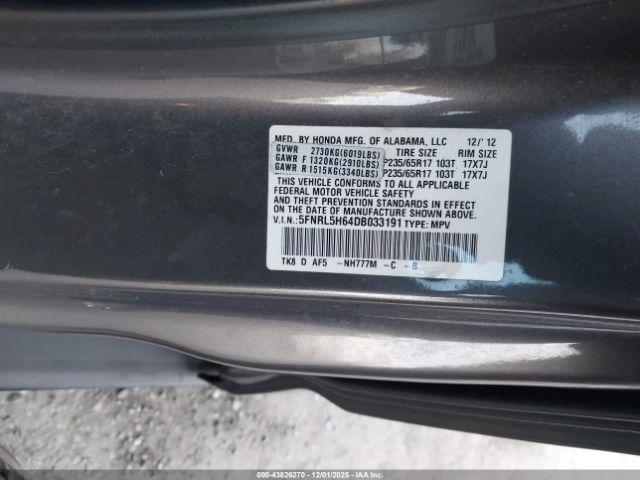 MFD. BY HONDA MFG. OF ALABAMA, LLC 12/'12
GVWR 2730KG(6019LBS) TIRE SIZE RIM SIZE
GAWR F 1320KG(2910LBS) P235/65R17 103T 17X7J
GAWR R 1515KG(3340LBS) P235/65R17 103T 17X7J
THIS VEHICLE CONFORMS TO ALL APPLICABLE
FEDERAL MOTOR VEHICLE SAFETY
AND THEFT PREVENTION STANDARDS IN EFFECT
ON THE DATE OF MANUFACTURE SHOWN ABOVE.
V.I.N.: 5FNRL5H64DB033191 TYPE: MPV
TK8 D AF5 -NH777M -C -B
© IAA 000-43826270 - 12/01/2025 - IAAI.COM